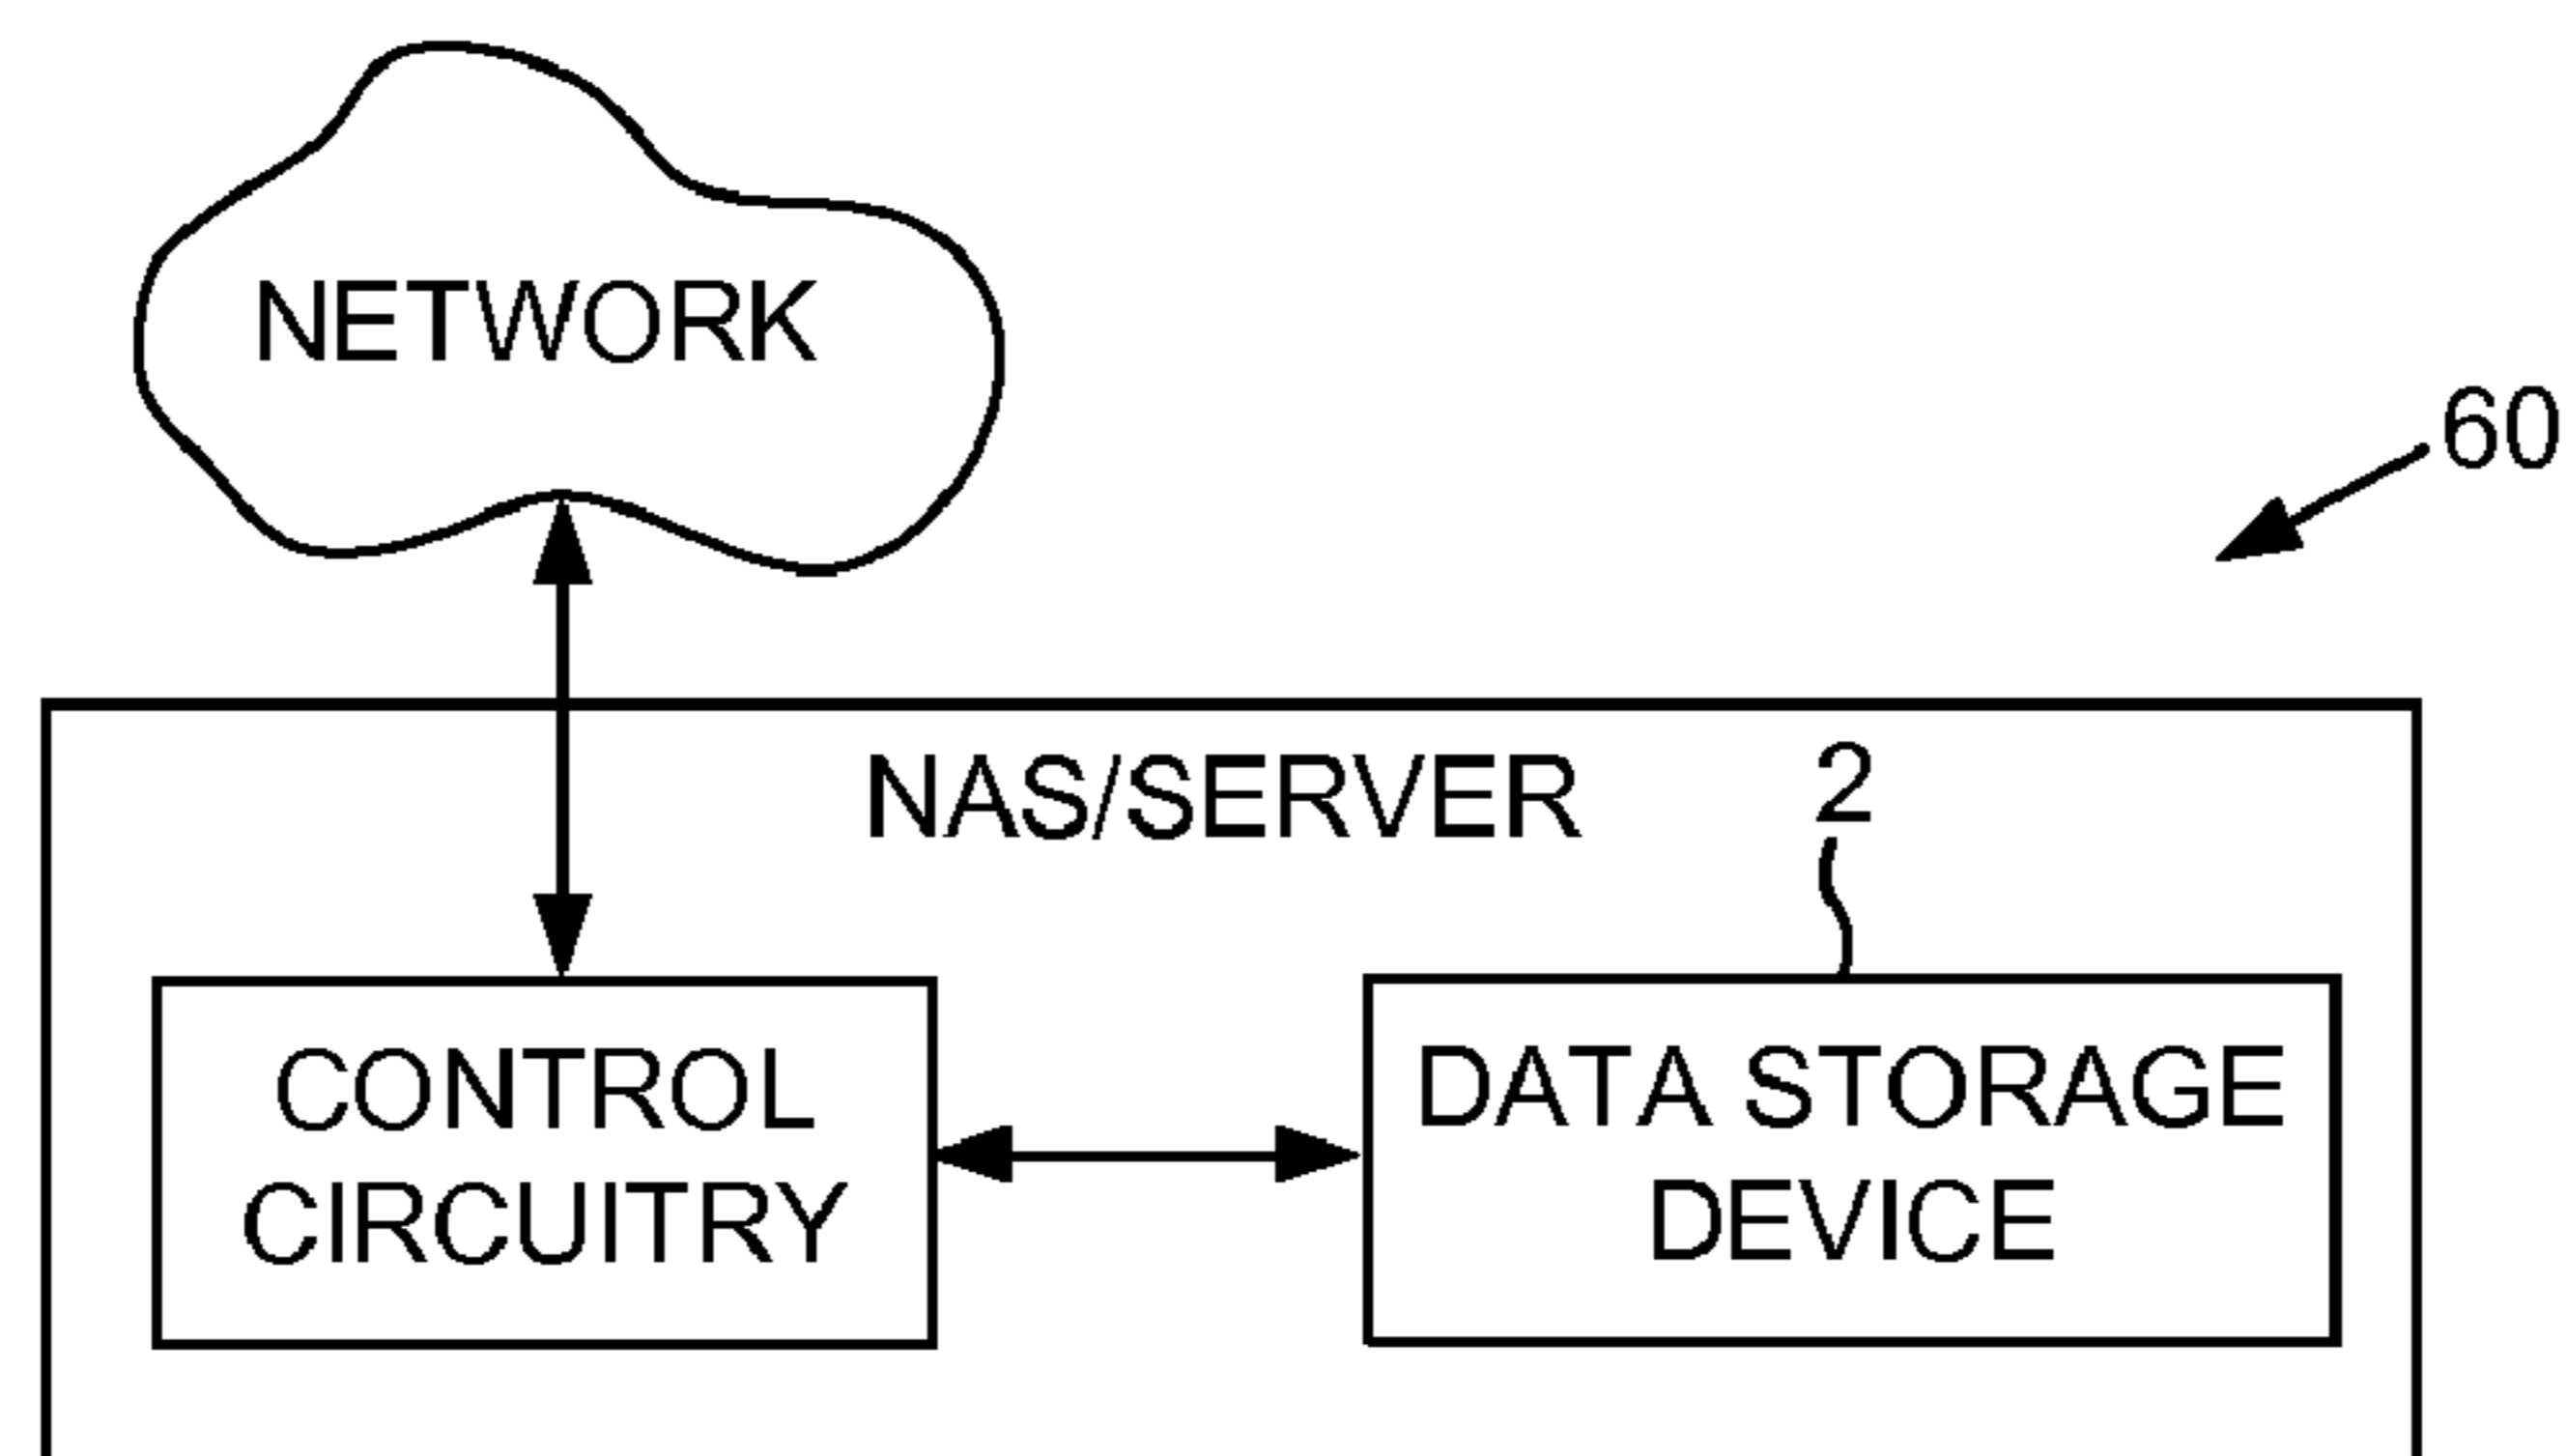 NETWORK
60
NAS/SERVER
2
CONTROL
CIRCUITRY
DATA STORAGE
DEVICE